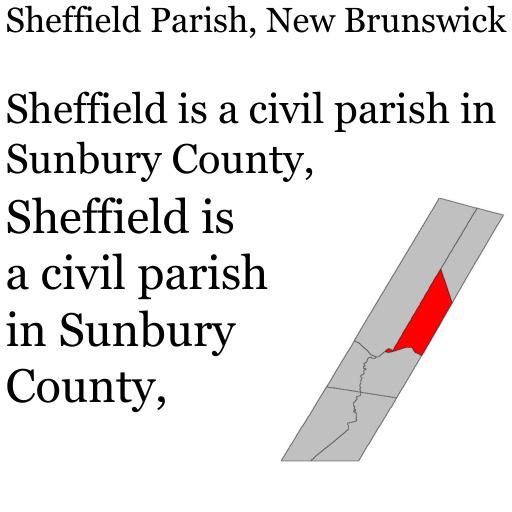 Sheffield Parish, New Brunswick
Sheffield is a civil parish in
Sunbury County,
Sheffield is
a civil parish
in Sunbury
County,